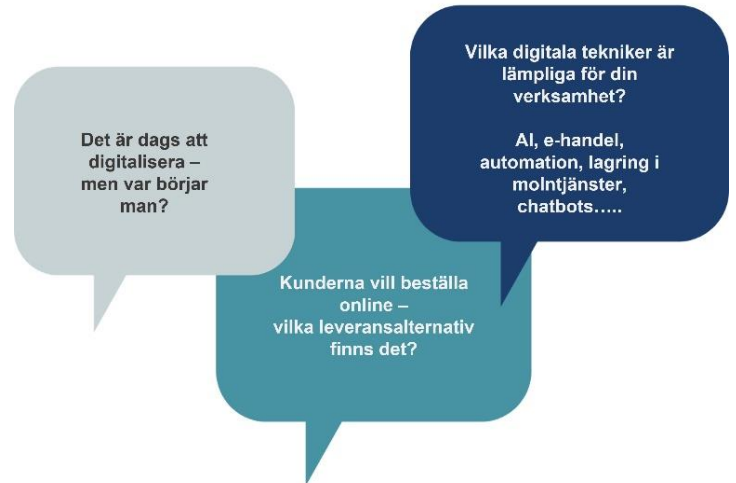 Det är dags att
digitalisera –
men var börjar
man?
Vilka digitala tekniker är
lämpliga för din
verksamhet?
AI, e-handel,
automation, lagring i
molntjänster,
chatbots.....
Kunderna vill beställa
online –
vilka leveransalternativ
finns det?